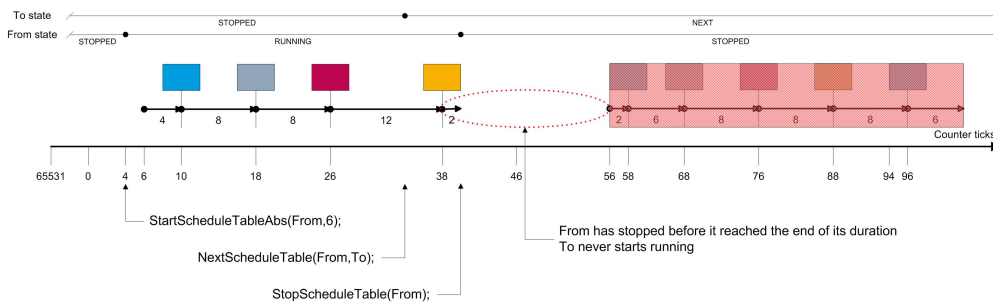 To state
STOPPED
NEXT
From state
STOPPED
RUNNING
STOPPED
4
8
8
12
2
2
6
8
8
8
6
Counter ticks
65531
0
4
6
10
18
26
38
46
56
58
68
76
88
94
96
StartScheduleTableAbs(From,6);
From has stopped before it reached the end of its duration
To never starts running
NextScheduleTable(From,To);
StopScheduleTable(From);